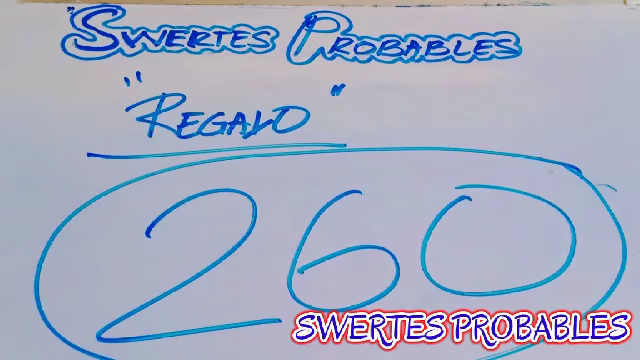 "SWERTES PROBABLES
"REGALO"
260
SWERTES PROBABLES